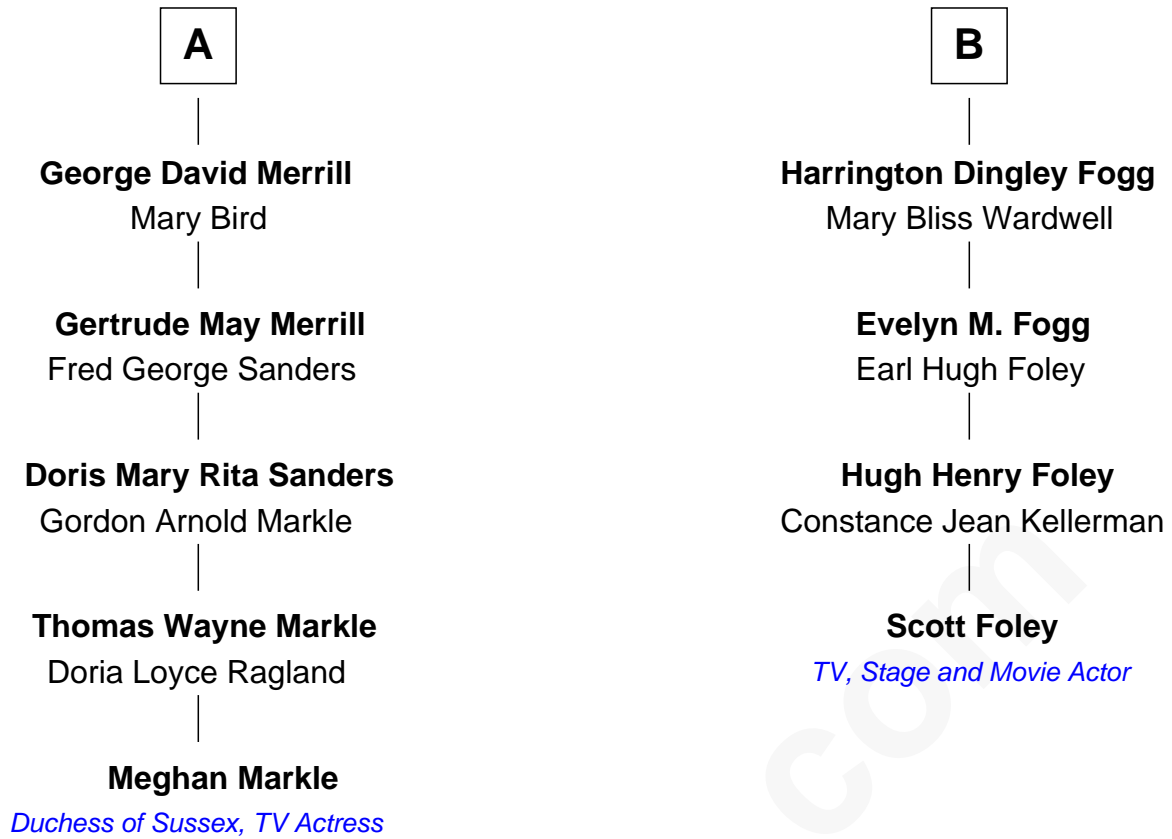 A
George David Merrill
Mary Bird
Gertrude May Merrill
Fred George Sanders
Doris Mary Rita Sanders
Gordon Arnold Markle
Thomas Wayne Markle
Doria Loyce Ragland
Meghan Markle
Duchess of Sussex, TV Actress
B
Harrington Dingley Fogg
Mary Bliss Wardwell
Evelyn M. Fogg
Earl Hugh Foley
Hugh Henry Foley
Constance Jean Kellerman
Scott Foley
TV, Stage and Movie Actor
com